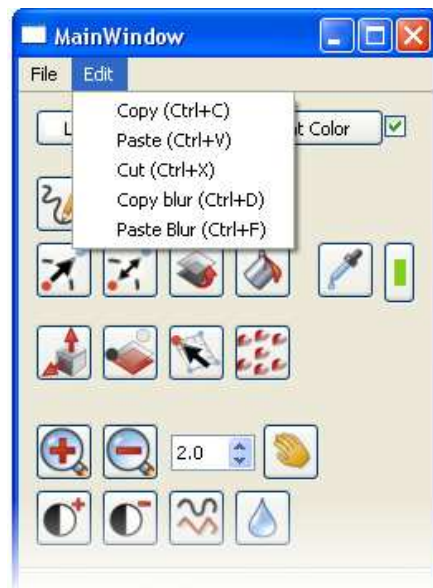 MainWindow
File Edit
Copy (Ctrl+C)
Paste (Ctrl+V)
Cut (Ctrl+X)
Copy blur (Ctrl+D)
Paste Blur (Ctrl+F)
Color
2.0